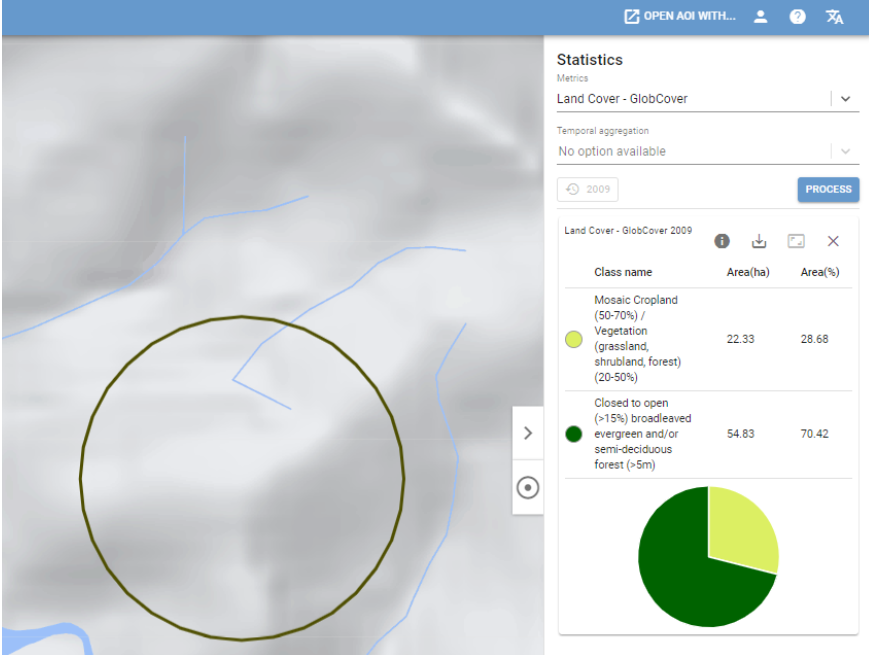 OPEN AOI WITH...
Statistics
Metrics
Land Cover - GlobCover
Temporal aggregation
No option available
2009
PROCESS
Land Cover - GlobCover 2009
Class name Area(ha) Area(%)
Mosaic Cropland
(50-70%) /
Vegetation
(grassland,
shrubland, forest)
(20-50%)
22.33 28.68
Closed to open
(>15%) broadleaved
evergreen and/or
semi-deciduous
forest (>5m)
54.83 70.42